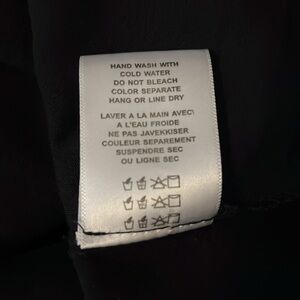 HAND WASH WITH
COLD WATER
DO NOT BLEACH
COLOR SEPARATE
HANG OR LINE DRY
LAVER A LA MAIN AVEC
A L'EAU FROIDE
NE PAS JAVEKKISER
COULEUR SEPAREMENT
SUSPENDRE SEC
OU LIGNE SEC